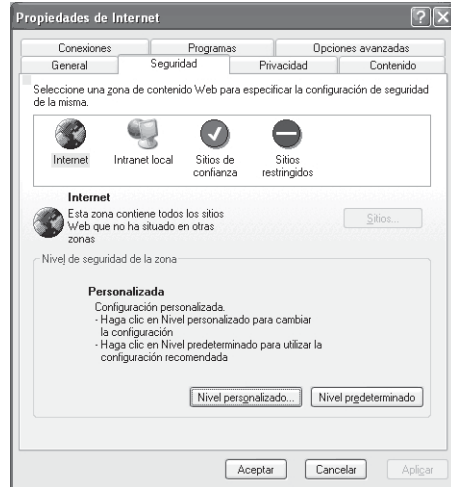 Propiedades de Internet
Conexiones Programas Opciones avanzadas
General Seguridad Privacidad Contenido
Seleccione una zona de contenido Web para especificar la configuración de seguridad
de la misma.
Internet Intranet local Sitios de confianza Sitios restringidos
Internet
Esta zona contiene todos los sitios
Web que no ha situado en otras
zonas
Sitios...
Nivel de seguridad de la zona
Personalizada
Configuración personalizada.
- Haga clic en Nivel personalizado para cambiar
la configuración
- Haga clic en Nivel predeterminado para utilizar la
configuración recomendada
Nivel personalizado... Nivel predeterminado
Aceptar Cancelar Aplicar